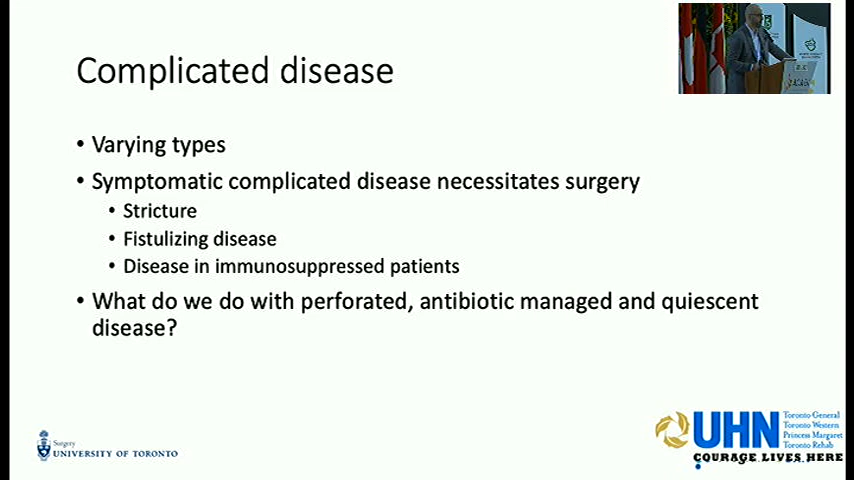 Complicated disease
• Varying types
• Symptomatic complicated disease necessitates surgery
• Stricture
• Fistulizing disease
• Disease in immunosuppressed patients
• What do we do with perforated, antibiotic managed and quiescent
disease?
Surgery
UNIVERSITY OF TORONTO
UHN
Toronto General
Toronto Western
Princess Margaret
Toronto Rehab
COURAGE LIVES HERE